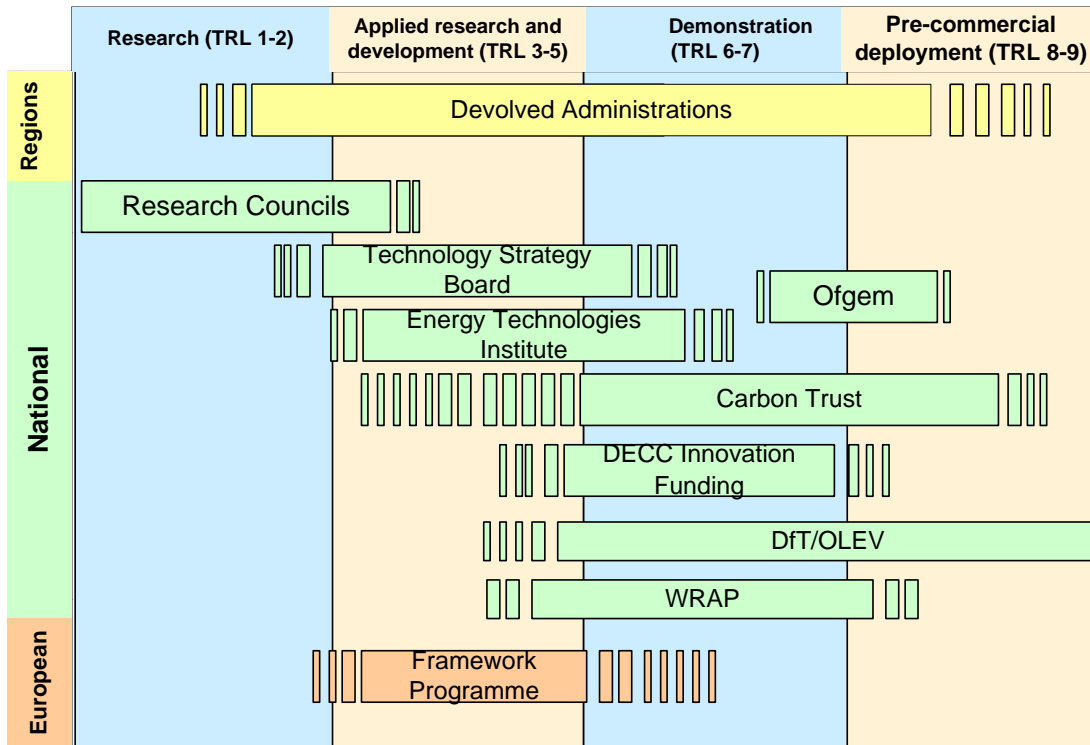 Research (TRL 1-2)
Applied research and
development (TRL 3-5)
Demonstration
(TRL 6-7)
Pre-commercial
deployment (TRL 8-9)
Regions
Devolved Administrations
National
Research Councils
Technology Strategy
Board
Ofgem
Energy Technologies
Institute
Carbon Trust
DECC Innovation
Funding
DfT/OLEV
WRAP
European
Framework
Programme